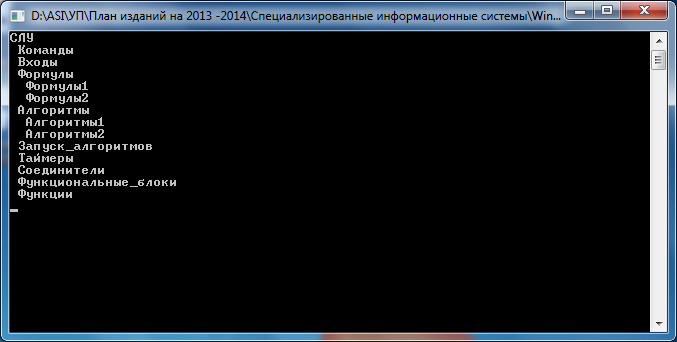 D:\ASI\УП\План изданий на 2013 -2014\Специализированные информационные системы\Win...
СЛУ
Команды
Входы
Формулы
Формулы1
Формулы2
Алгоритмы
Алгоритмы1
Алгоритмы2
Запуск_алгоритмов
Таймеры
Соединители
Функциональные_блоки
Функции